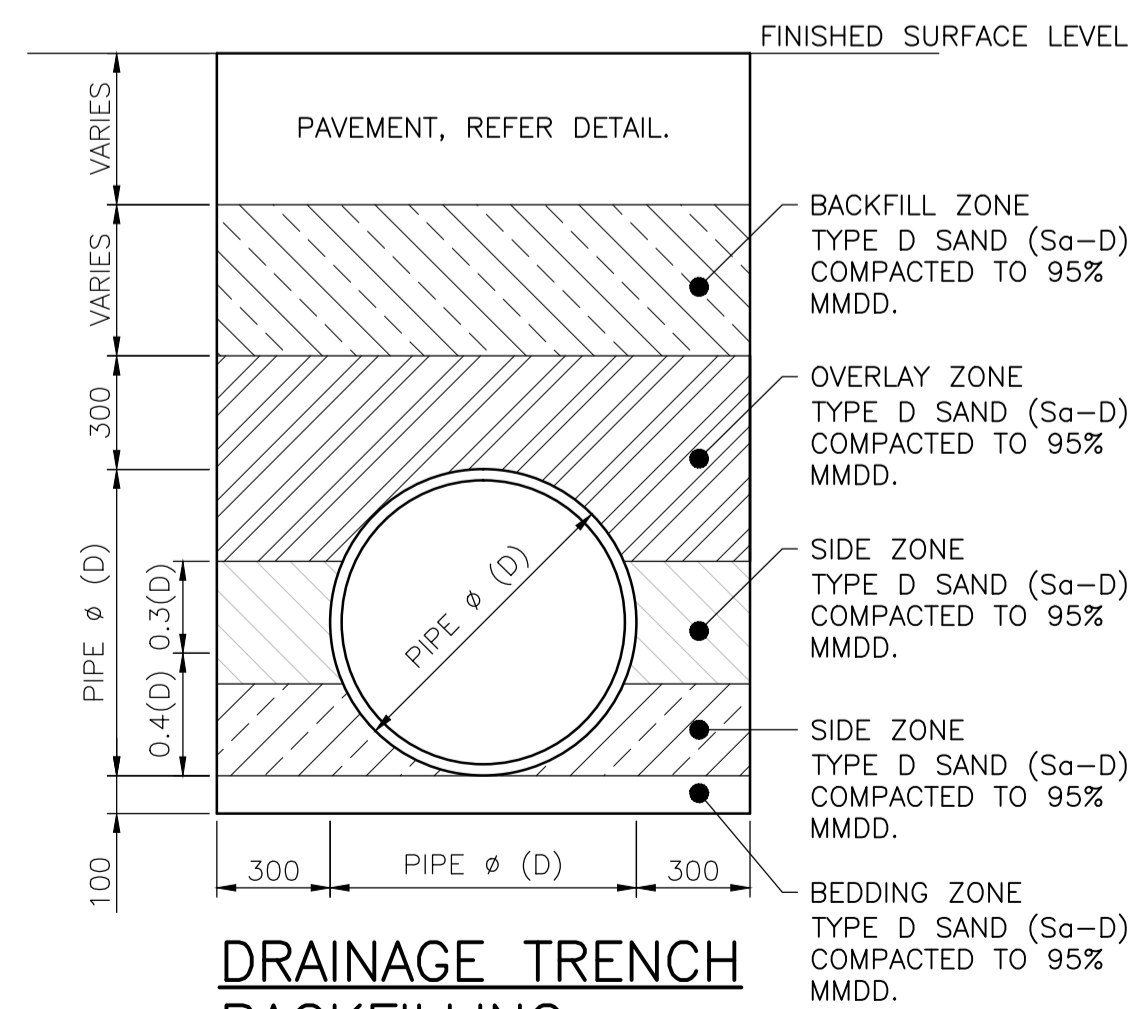 FINISHED SURFACE LEVEL
VARIES
PAVEMENT, REFER DETAIL.
VARIES
BACKFILL ZONE
TYPE D SAND (Sa-D)
COMPACTED TO 95%
MMDD.
300
OVERLAY ZONE
TYPE D SAND (Sa-D)
COMPACTED TO 95%
MMDD.
PIPE ø (D)
0.3(D)
0.4(D)
PIPE ø (D)
SIDE ZONE
TYPE D SAND (Sa-D)
COMPACTED TO 95%
MMDD.
SIDE ZONE
TYPE D SAND (Sa-D)
COMPACTED TO 95%
MMDD.
100
300
PIPE ø (D)
300
BEDDING ZONE
TYPE D SAND (Sa-D)
COMPACTED TO 95%
MMDD.
DRAINAGE TRENCH
BACKFILLING